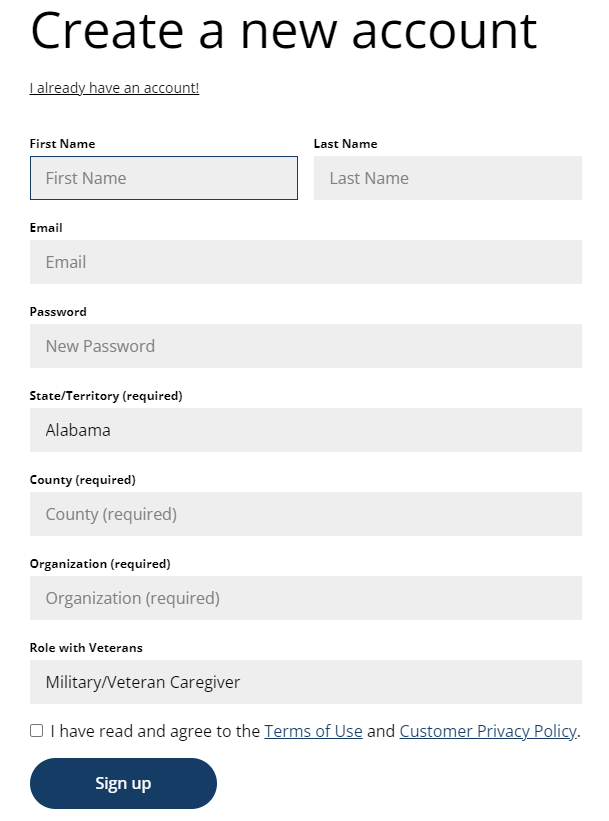 Create a new account
I already have an account!
First Name Last Name
First Name Last Name
Email
Email
Password
New Password
State/Territory (required)
Alabama
County (required)
County (required)
Organization (required)
Organization (required)
Role with Veterans
Military/Veteran Caregiver
I have read and agree to the Terms of Use and Customer Privacy Policy.
Sign up